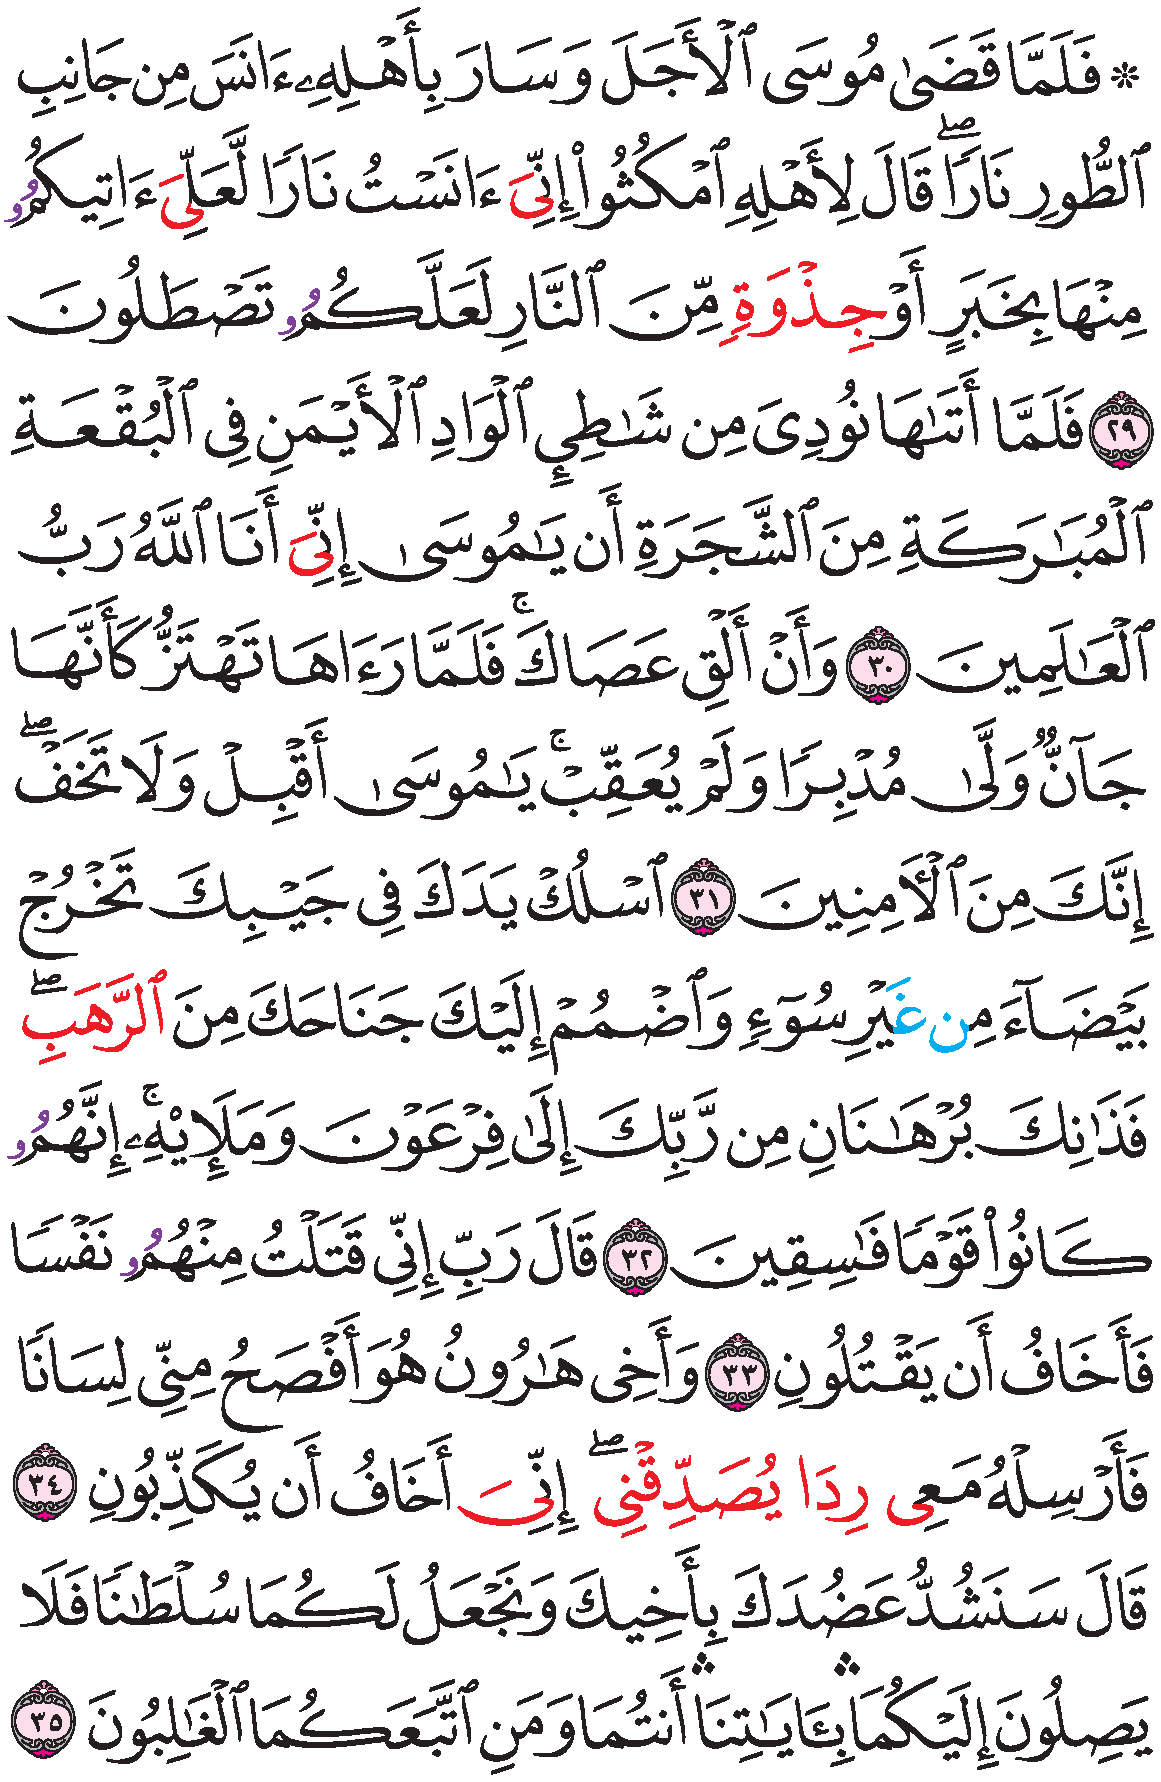 ۞ فَلَمَّا قَضَىٰ مُوسَى ٱلْأَجَلَ وَسَارَ بِأَهْلِهِۦٓ ءَانَسَ مِن جَانِبِ
ٱلطُّورِ نَارًاۖ قَالَ لِأَهْلِهِ ٱمْكُثُوٓا۟ إِنِّىَ ءَانَسْتُ نَارًا لَّعَلِّىَ ءَاتِيكُمُۥ
مِنْهَا بِخَبَرٍ أَوْ جِذْوَةٍ مِّنَ ٱلنَّارِ لَعَلَّكُمُۥ تَصْطَلُونَ
٢٩ فَلَمَّآ أَتَىٰهَا نُودِىَ مِن شَٰطِئِ ٱلْوَادِ ٱلْأَيْمَنِ فِى ٱلْبُقْعَةِ
ٱلْمُبَٰرَكَةِ مِنَ ٱلشَّجَرَةِ أَن يَٰمُوسَىٰٓ إِنِّىَ أَنَا ٱللَّهُ رَبُّ
ٱلْعَٰلَمِينَ ٣٠ وَأَنْ أَلْقِ عَصَاكَۚ فَلَمَّا رَءَاهَا تَهْتَزُّ كَأَنَّهَا
جَآنٌّ وَلَّىٰ مُدْبِرًا وَلَمْ يُعَقِّبْۚ يَٰمُوسَىٰٓ أَقْبِلْ وَلَا تَخَفْۖ
إِنَّكَ مِنَ ٱلْأَمِنِينَ ٣١ ٱسْلُكْ يَدَكَ فِى جَيْبِكَ تَخْرُجْ
بَيْضَآءَ مِن غَيْرِ سُوٓءٍ وَٱضْمُمْ إِلَيْكَ جَنَاحَكَ مِنَ ٱلرَّهَبِۖ
فَذَٰنِكَ بُرْهَٰنَانِ مِن رَّبِّكَ إِلَىٰ فِرْعَوْنَ وَمَلَإِيْهِۦٓۚ إِنَّهُمُۥ
كَانُوا۟ قَوْمًا فَٰسِقِينَ ٣٢ قَالَ رَبِّ إِنِّى قَتَلْتُ مِنْهُمُۥ نَفْسًا
فَأَخَافُ أَن يَقْتُلُونِ ٣٣ وَأَخِى هَٰرُونُ هُوَ أَفْصَحُ مِنِّى لِسَانًا
فَأَرْسِلْهُ مَعِى رِدًا يُصَدِّقْنِىۖ إِنِّىَ أَخَافُ أَن يُكَذِّبُونِ ٣٤
قَالَ سَنَشُدُّ عَضُدَكَ بِأَخِيكَ وَنَجْعَلُ لَكُمَا سُلْطَٰنًا فَلَا
يَصِلُونَ إِلَيْكُمَا ۛ بِـَٔايَٰتِنَا ۛ أَنتُمَا وَمَنِ ٱتَّبَعَكُمَا ٱلْغَٰلِبُونَ ٣٥